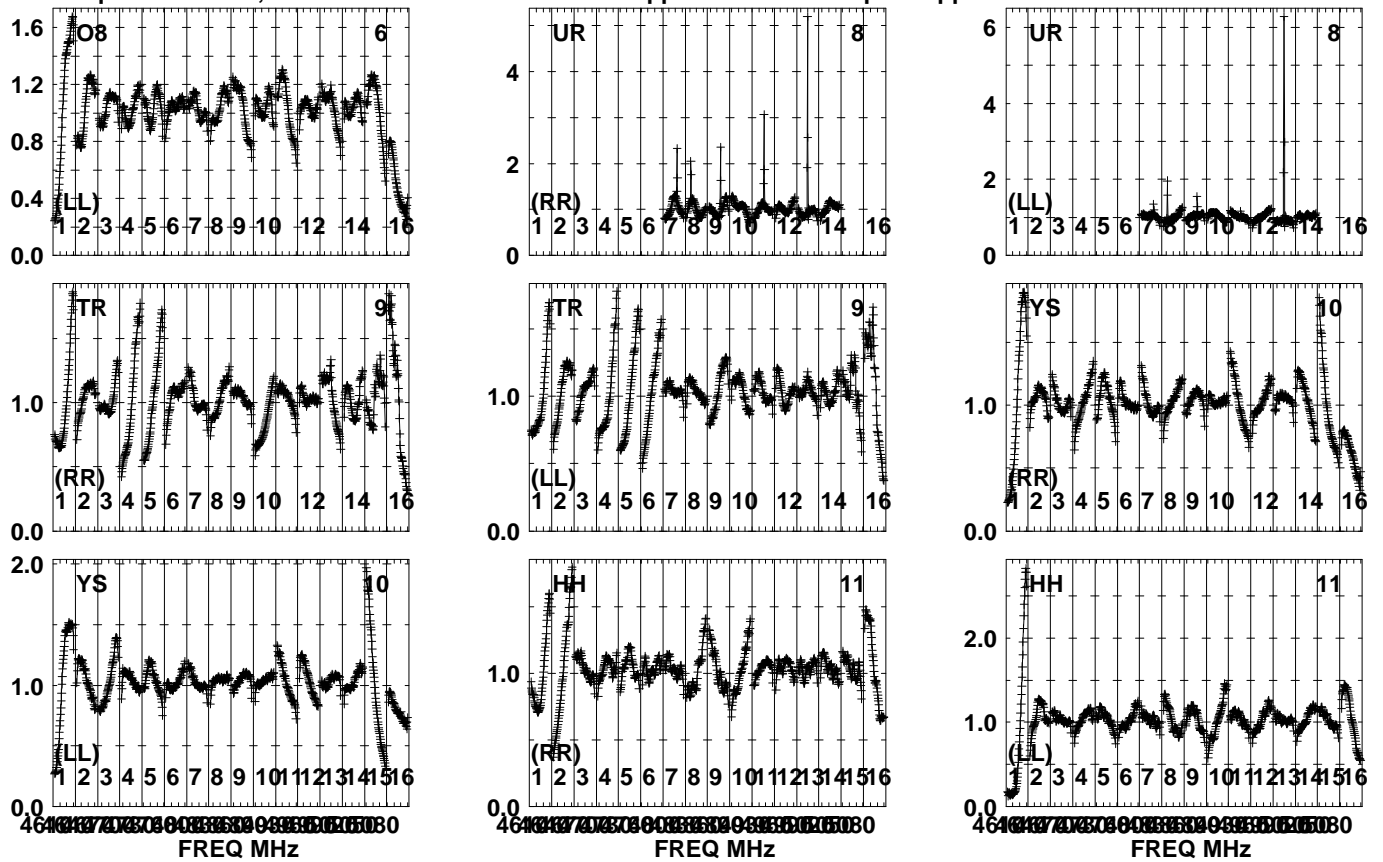 1.6
1.2
0.8
0.4
0.0
O8 6
(LL)
1 2 3 4 5 6 7 8 9 10 12 14 16
4
2
0
UR 8
(RR)
1 2 3 4 5 6 7 8 9 10 12 14 16
6
4
2
0
UR 8
(LL)
1 2 3 4 5 6 7 8 9 10 12 14 16
1.0
0.0
TR 9
(RR)
1 2 3 4 5 6 7 8 9 10 12 14 16
1.0
0.0
TR 9
(LL)
1 2 3 4 5 6 7 8 9 10 12 14 16
1.0
0.0
YS 10
(RR)
1 2 3 4 5 6 7 8 9 10 12 14 16
2.0
1.0
0.0
YS 10
(LL)
1 2 3 4 5 6 7 8 9 10 11 12 13 14 15 16
FREQ MHz
1.0
0.0
HH 11
(RR)
1 2 3 4 5 6 7 8 9 10 11 12 13 14 15 16
FREQ MHz
2.0
1.0
0.0
HH 11
(LL)
1 2 3 4 5 6 7 8 9 10 11 12 13 14 15 16
FREQ MHz